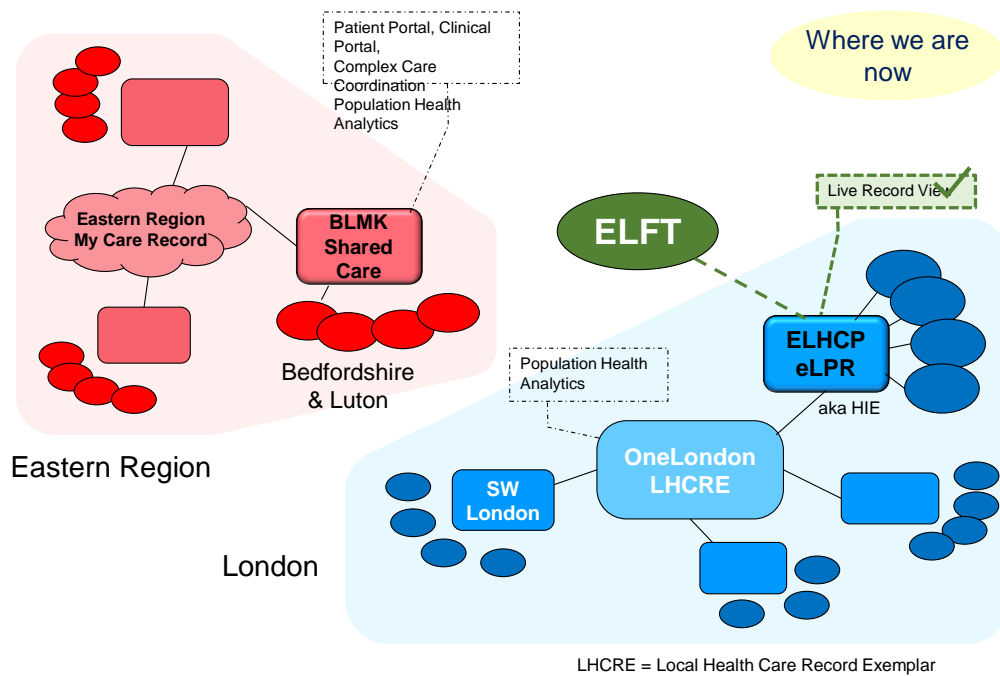 Patient Portal, Clinical
Portal,
Complex Care
Coordination
Population Health
Analytics
Where we are
now
Eastern Region
My Care Record
BLMK
Shared
Care
ELFT
Live Record View
Bedfordshire
& Luton
ELHCP
eLPR
aka HIE
Population Health
Analytics
Eastern Region
OneLondon
LHCRE
SW
London
London
LHCRE = Local Health Care Record Exemplar